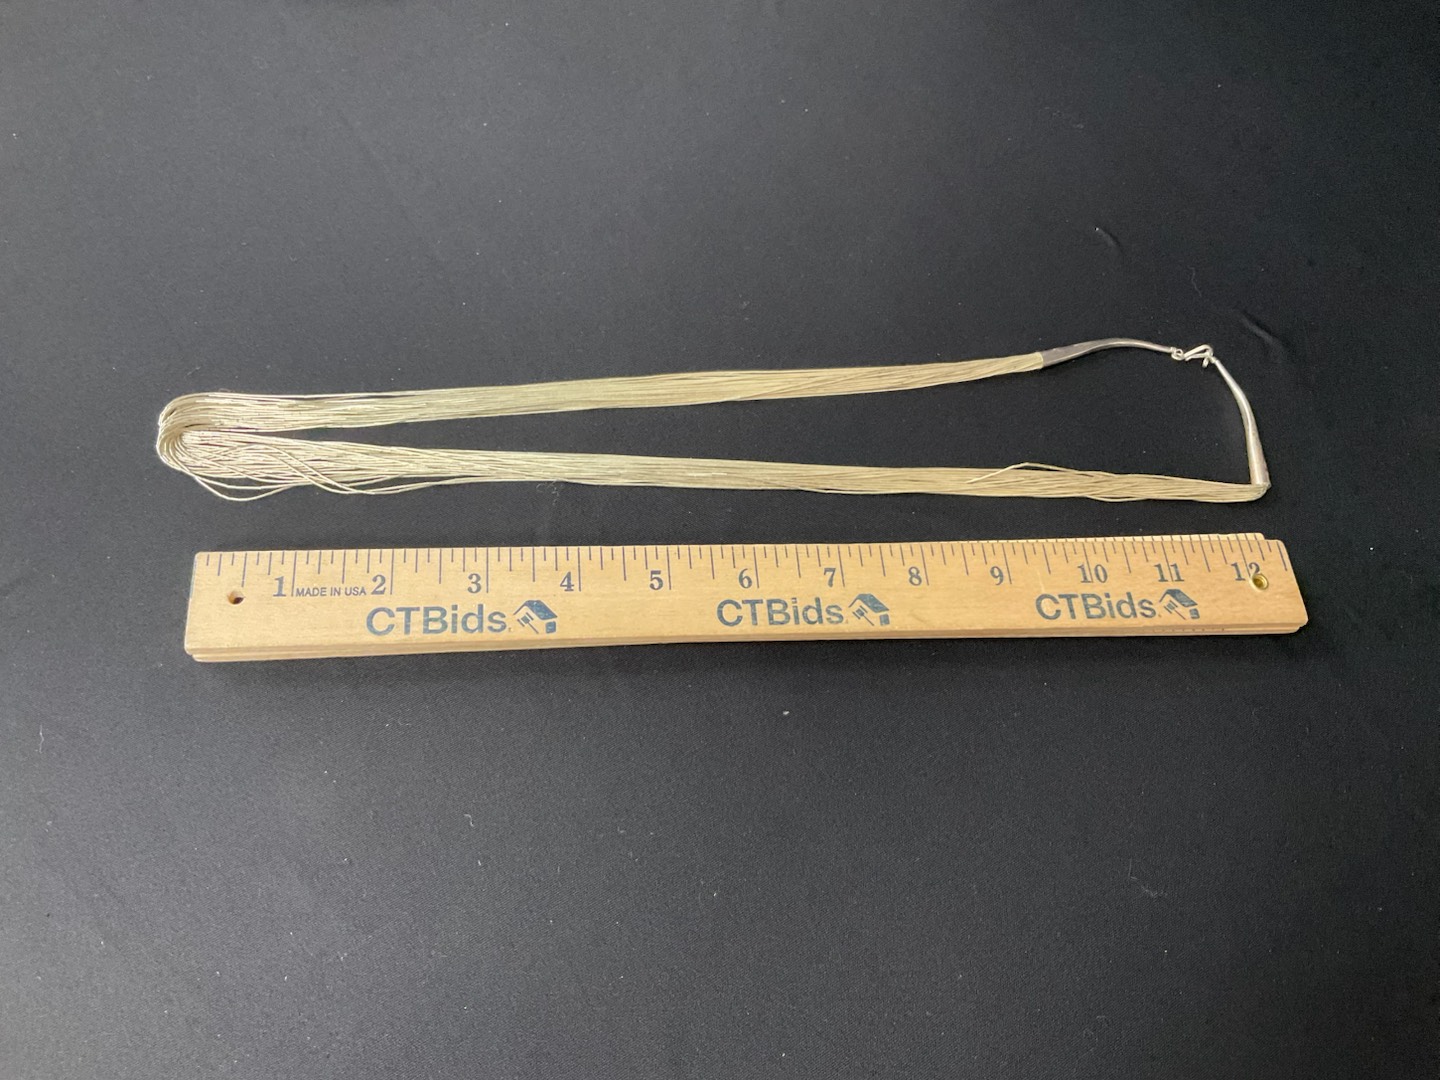 1 MADE IN USA 2 3 4 5 6 7 8 9 10 11 12
CTBids. CTBids CTBids